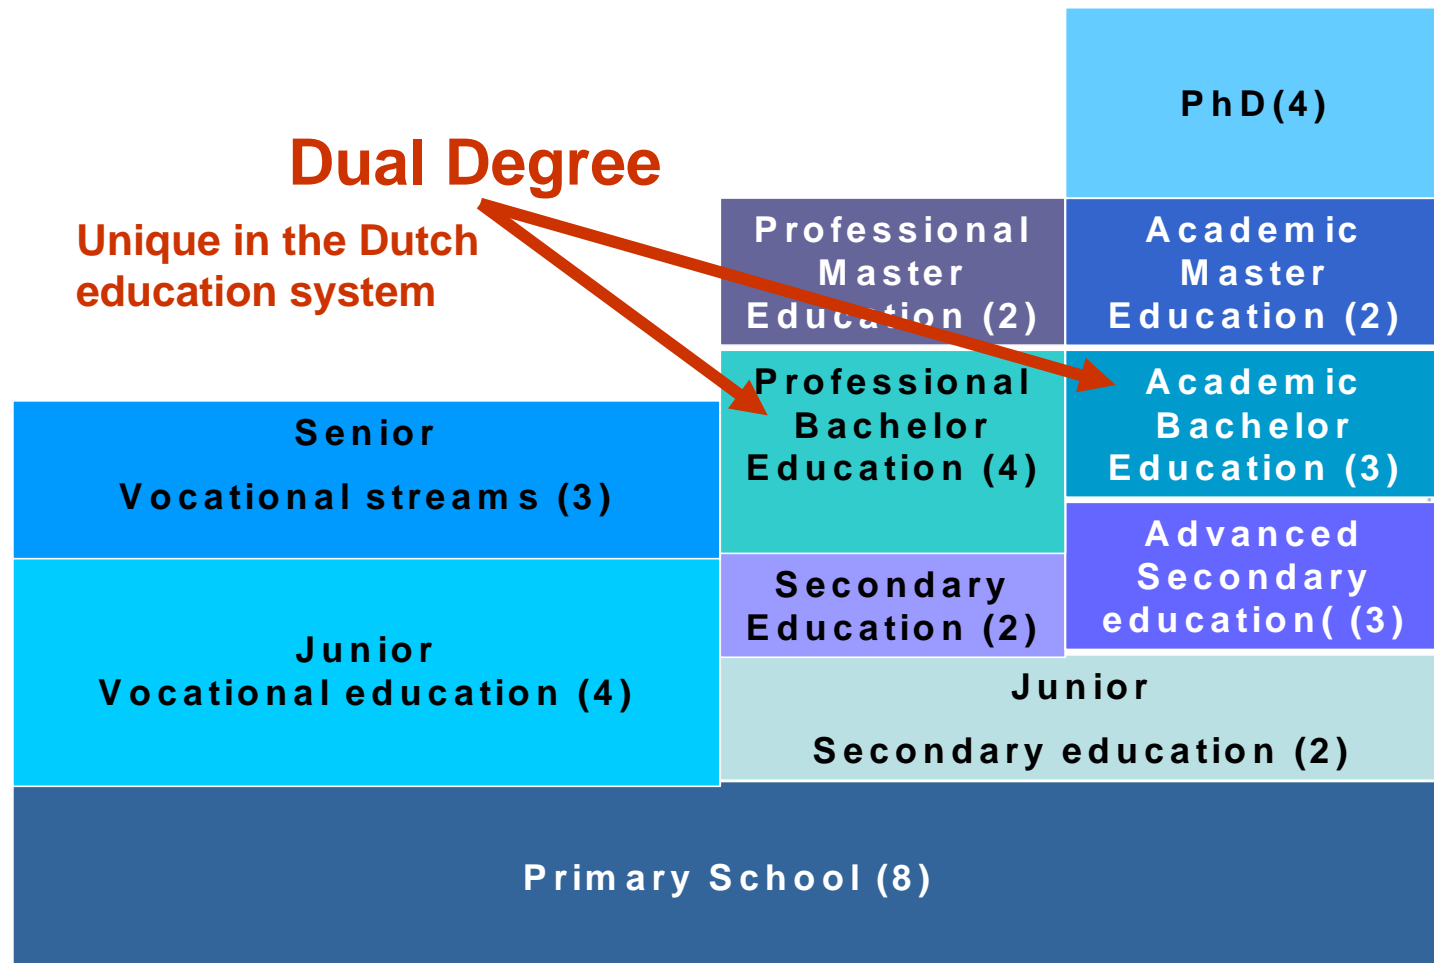 PhD(4)
Dual Degree
Unique in the Dutch
education system
Professional
Master
Education (2)
Academic
Master
Education (2)
Professional
Bachelor
Education (4)
Academic
Bachelor
Education (3)
Senior
Vocational streams (3)
Advanced
Secondary
education( (3)
Secondary
Education (2)
Junior
Vocational education (4)
Junior
Secondary education (2)
Primary School (8)